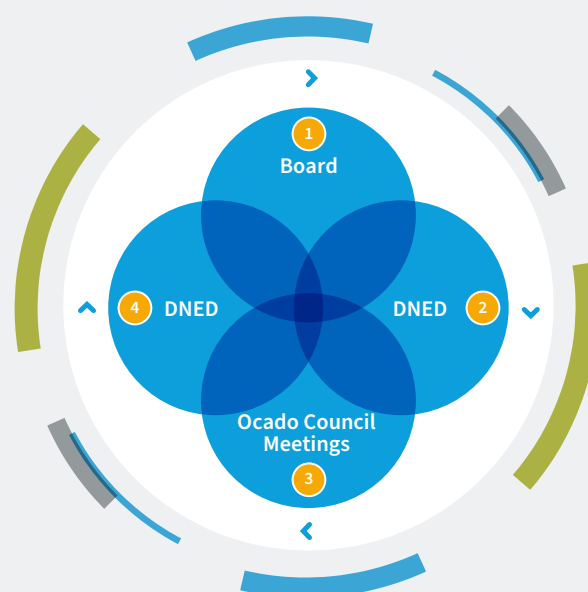 1
Board
4 DNED
DNED 2
Ocado Council
Meetings
3